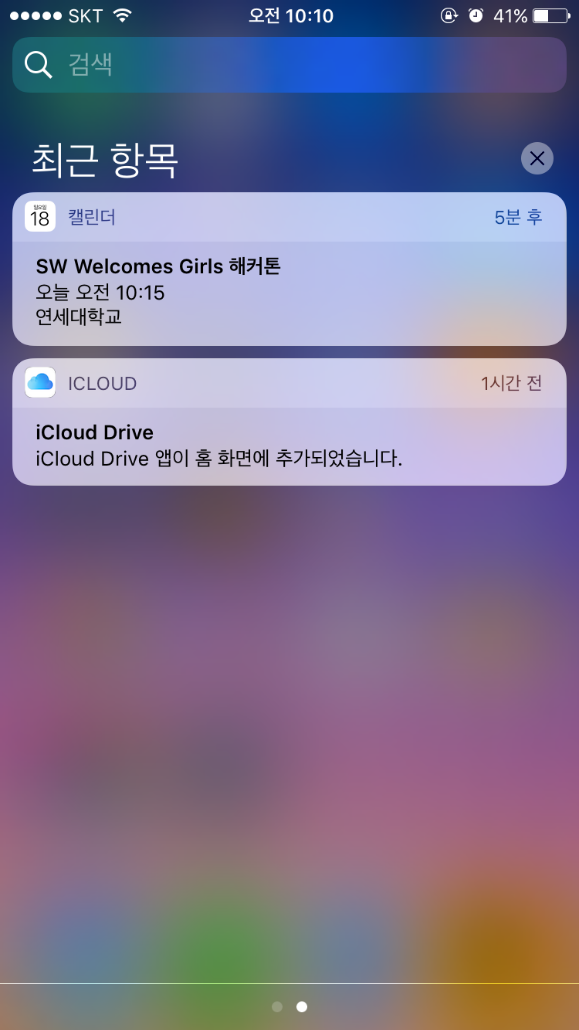 SKT 오전 10:10 41%
검색
최근 항목
일요일
18 캘린더 5분 후
SW Welcomes Girls 해커톤
오늘 오전 10:15
연세대학교
ICLOUD 1시간 전
iCloud Drive
iCloud Drive 앱이 홈 화면에 추가되었습니다.